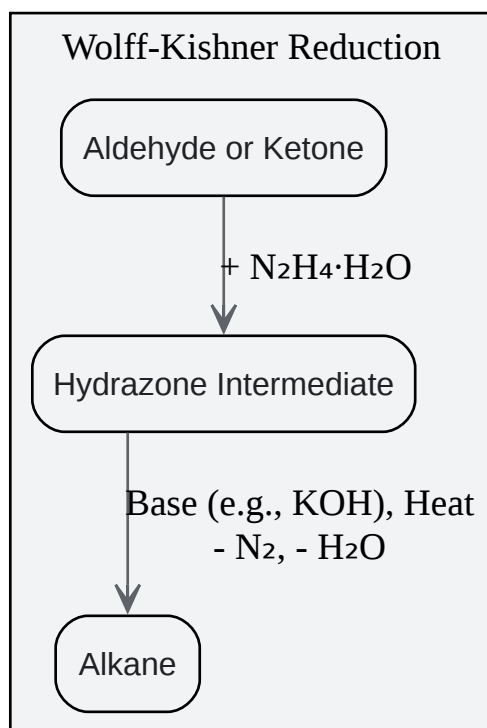 Wolff-Kishner Reduction
Aldehyde or Ketone
+ N₂H₄·H₂O
Hydrazone Intermediate
Base (e.g., KOH), Heat
- N₂, - H₂O
Alkane